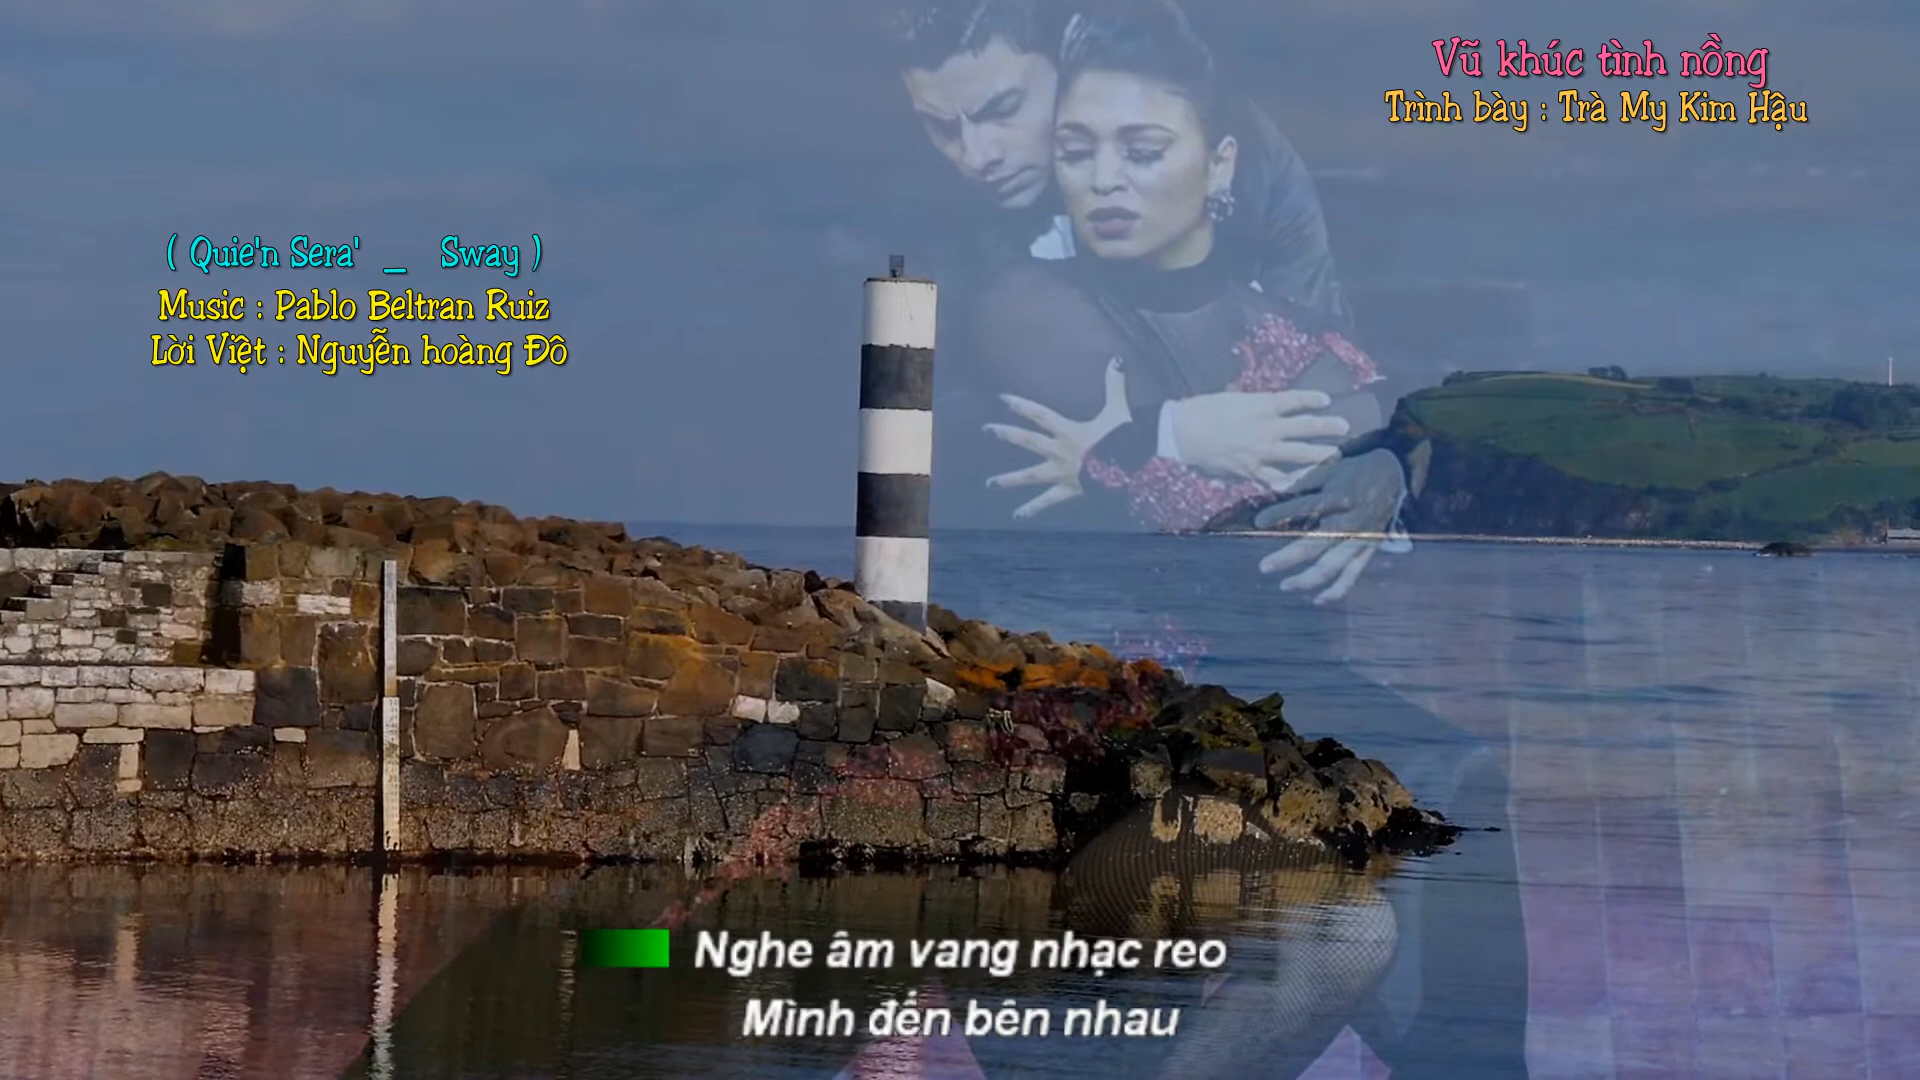 Vũ khúc tình nồng
Trình bày : Trà My Kim Hậu
( Quie'n Sera' _ Sway )
Music : Pablo Beltran Ruiz
Lời Việt : Nguyễn hoàng Đô
Nghe âm vang nhạc reo
Mình đến bên nhau